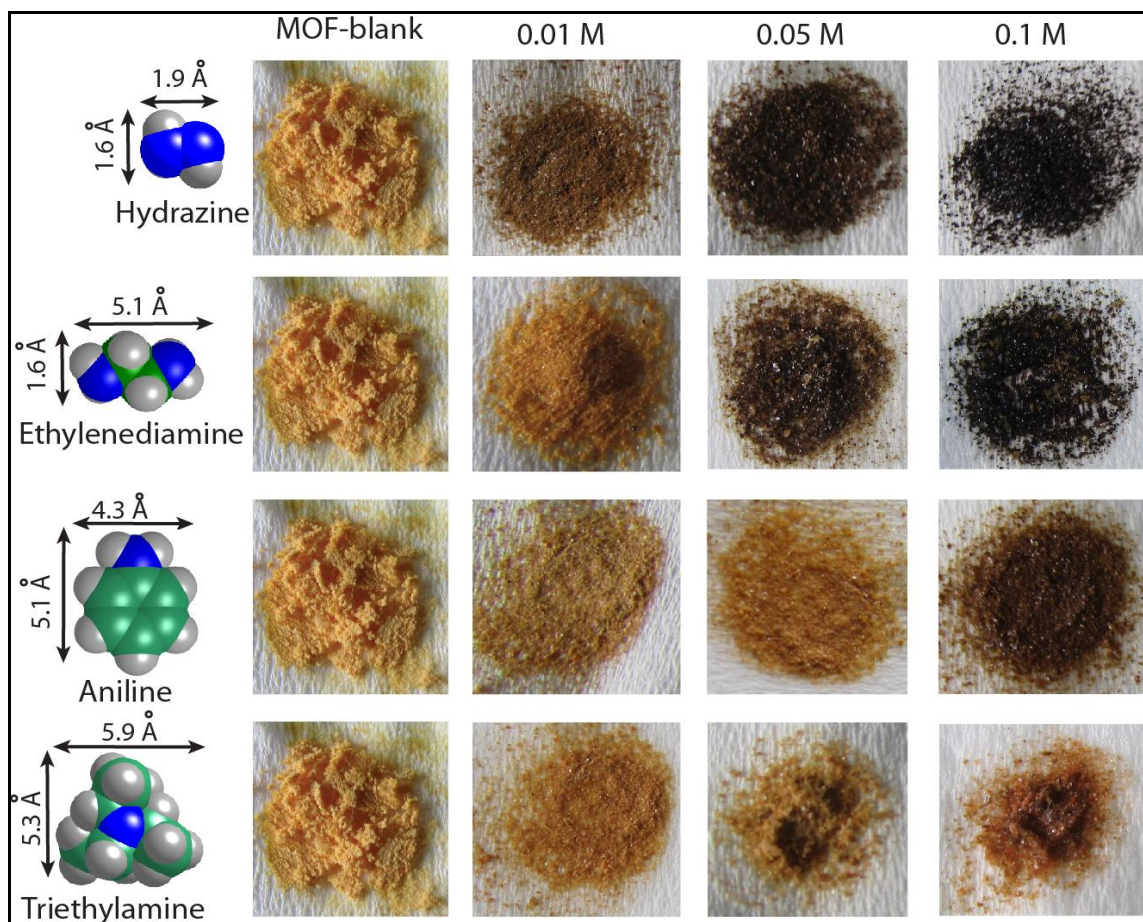 MOF-blank 0.01 M 0.05 M 0.1 M
1.9 Å
1.6 Å
Hydrazine
5.1 Å
1.6 Å
Ethylenediamine
4.3 Å
5.1 Å
Aniline
5.9 Å
5.3 Å
Triethylamine